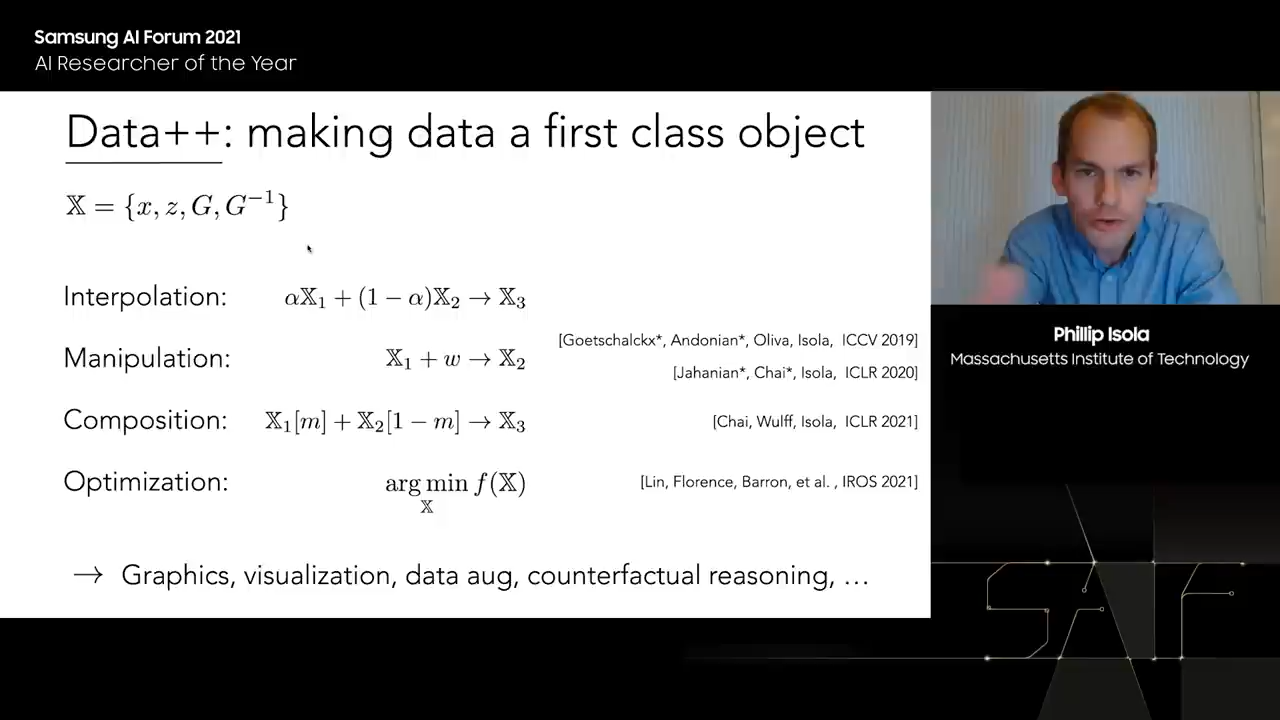 Samsung AI Forum 2021
AI Researcher of the Year
Data++: making data a first class object
𝕏 = {x, z, G, G⁻¹}
Interpolation: α𝕏₁ + (1 − α)𝕏₂ → 𝕏₃
Manipulation: 𝕏₁ + w → 𝕏₂
[Goetschalckx*, Andonian*, Oliva, Isola, ICCV 2019]
[Jahanian*, Chai*, Isola, ICLR 2020]
Composition: 𝕏₁[m] + 𝕏₂[1 − m] → 𝕏₃ [Chai, Wulff, Isola, ICLR 2021]
Optimization: arg min f(𝕏) [Lin, Florence, Barron, et al. , IROS 2021]
𝕏
→ Graphics, visualization, data aug, counterfactual reasoning, …
Phillip Isola
Massachusetts Institute of Technology
SAIF